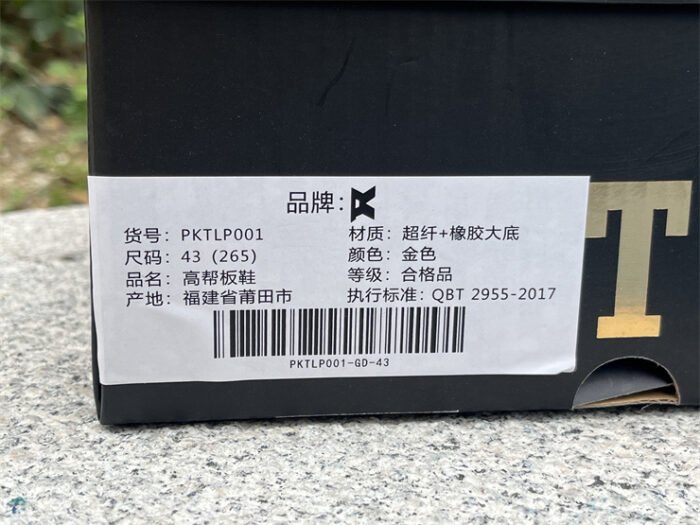 品牌:
货号: PKTLP001 材质: 超纤+橡胶大底
尺码: 43 (265) 颜色: 金色
品名: 高帮板鞋 等级: 合格品
产地: 福建省莆田市 执行标准: QBT 2955-2017
PKTLP001-GD-43
T